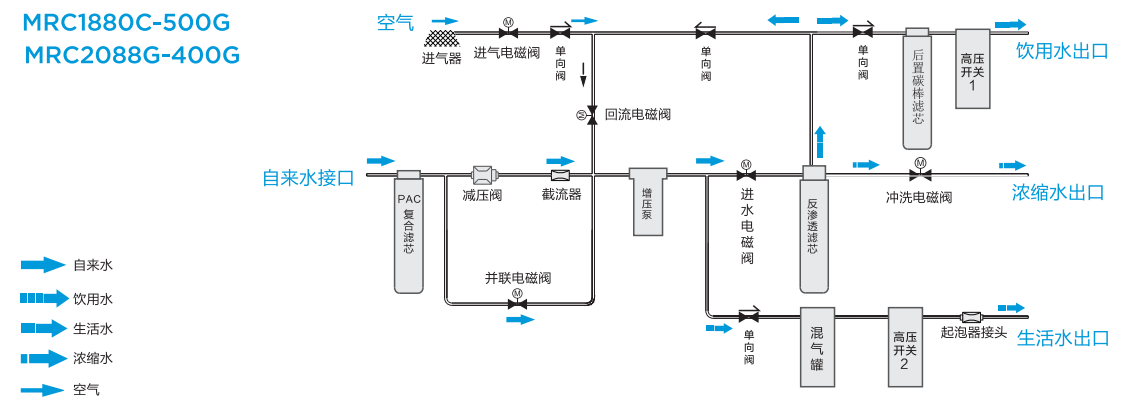 MRC1880C-500G
MRC2088G-400G
空气
进气器
M
进气电磁阀
单向阀
单向阀
单向阀
后置碳棒滤芯
高压
开关
1
饮用水出口
M
回流电磁阀
自来水接口
PAC
复合滤芯
减压阀
截流器
增压泵
M
进水电磁阀
反渗透滤芯
M
冲洗电磁阀
浓缩水出口
并联电磁阀
M
单向阀
混气罐
高压
开关
2
起泡器接头
生活水出口
自来水
饮用水
生活水
浓缩水
空气